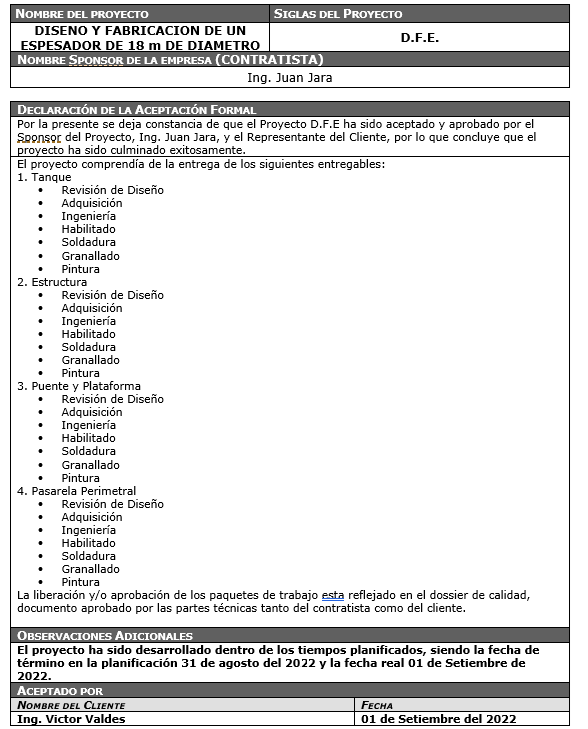 NOMBRE DEL PROYECTO
SIGLAS DEL PROYECTO
DISENO Y FABRICACION DE UN
ESPESADOR DE 18 m DE DIAMETRO
D.F.E.
NOMBRE SPONSOR DE LA EMPRESA (CONTRATISTA)
Ing. Juan Jara
DECLARACIÓN DE LA ACEPTACIÓN FORMAL
Por la presente se deja constancia de que el Proyecto D.F.E ha sido aceptado y aprobado por el
Sponsor del Proyecto, Ing. Juan Jara, y el Representante del Cliente, por lo que concluye que el
proyecto ha sido culminado exitosamente.
El proyecto comprendía de la entrega de los siguientes entregables:
1. Tanque
• Revisión de Diseño
• Adquisición
• Ingeniería
• Habilitado
• Soldadura
• Granallado
• Pintura
2. Estructura
• Revisión de Diseño
• Adquisición
• Ingeniería
• Habilitado
• Soldadura
• Granallado
• Pintura
3. Puente y Plataforma
• Revisión de Diseño
• Adquisición
• Ingeniería
• Habilitado
• Soldadura
• Granallado
• Pintura
4. Pasarela Perimetral
• Revisión de Diseño
• Adquisición
• Ingeniería
• Habilitado
• Soldadura
• Granallado
• Pintura
La liberación y/o aprobación de los paquetes de trabajo esta reflejado en el dossier de calidad,
documento aprobado por las partes técnicas tanto del contratista como del cliente.
OBSERVACIONES ADICIONALES
El proyecto ha sido desarrollado dentro de los tiempos planificados, siendo la fecha de
término en la planificación 31 de agosto del 2022 y la fecha real 01 de Setiembre de
2022.
ACEPTADO POR
NOMBRE DEL CLIENTE
FECHA
Ing. Victor Valdes
01 de Setiembre del 2022